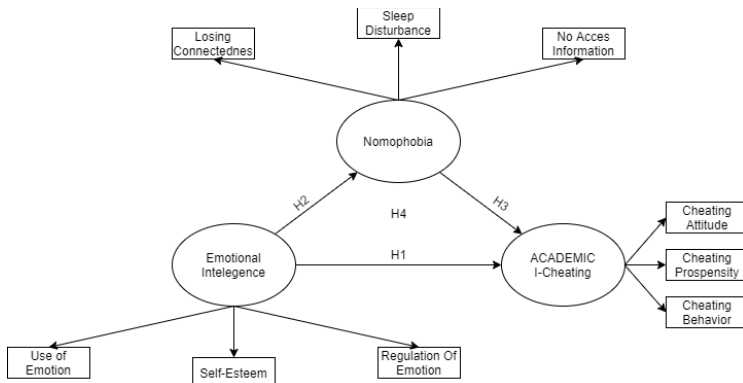 Losing
Connectednes
Sleep
Disturbance
No Acces
Information
Nomophobia
H2
H3
H4
Emotional
Intelegence
H1
ACADEMIC
I-Cheating
Cheating
Attitude
Cheating
Prospensity
Cheating
Behavior
Use of
Emotion
Self-Esteem
Regulation Of
Emotion